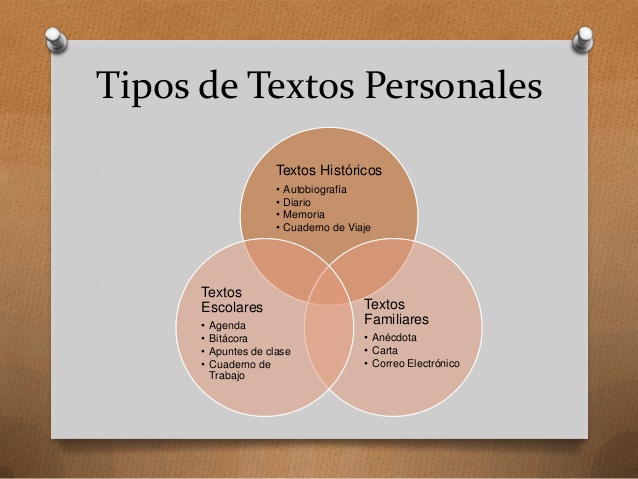 Tipos de Textos Personales
Textos Históricos
• Autobiografía
• Diario
• Memoria
• Cuaderno de Viaje
Textos
Escolares
• Agenda
• Bitácora
• Apuntes de clase
• Cuaderno de
Trabajo
Textos
Familiares
• Anécdota
• Carta
• Correo Electrónico